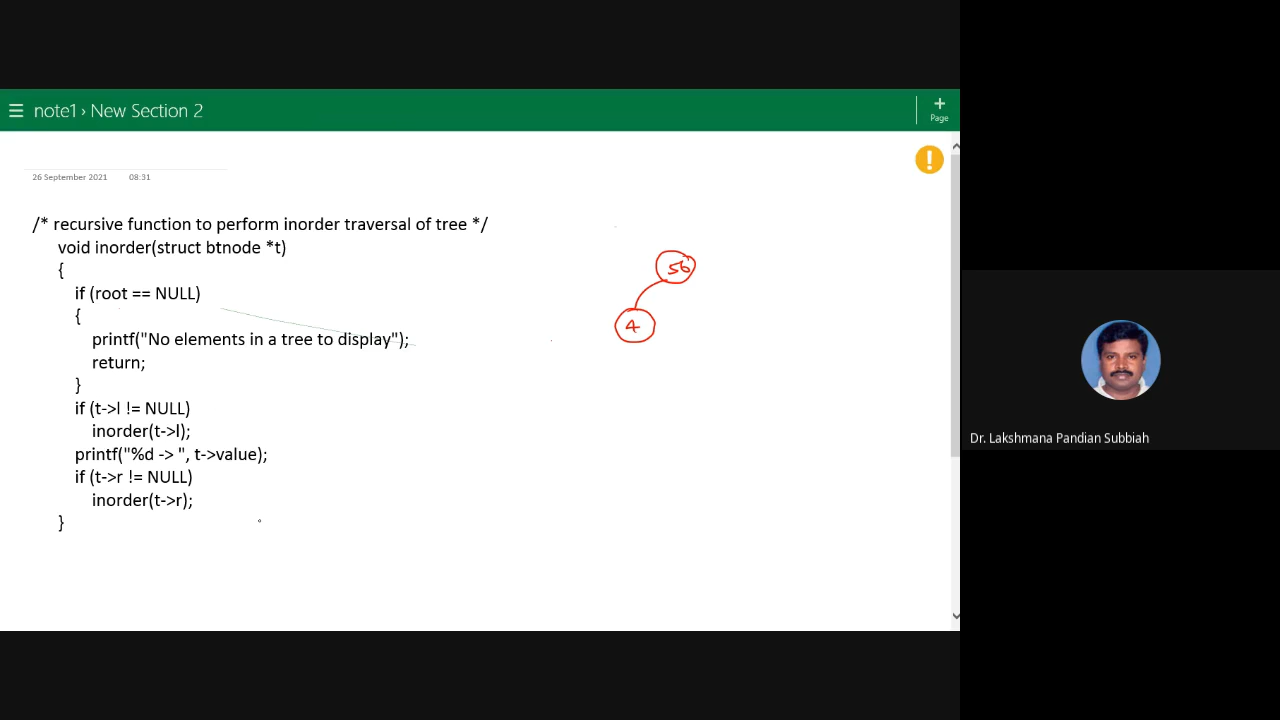 note1 › New Section 2
+
Page
26 September 2021 08:31
/* recursive function to perform inorder traversal of tree */
void inorder(struct btnode *t)
{
if (root == NULL)
{
printf("No elements in a tree to display");
return;
}
if (t->l != NULL)
inorder(t->l);
printf("%d -> ", t->value);
if (t->r != NULL)
inorder(t->r);
}
56
4
Dr. Lakshmana Pandian Subbiah